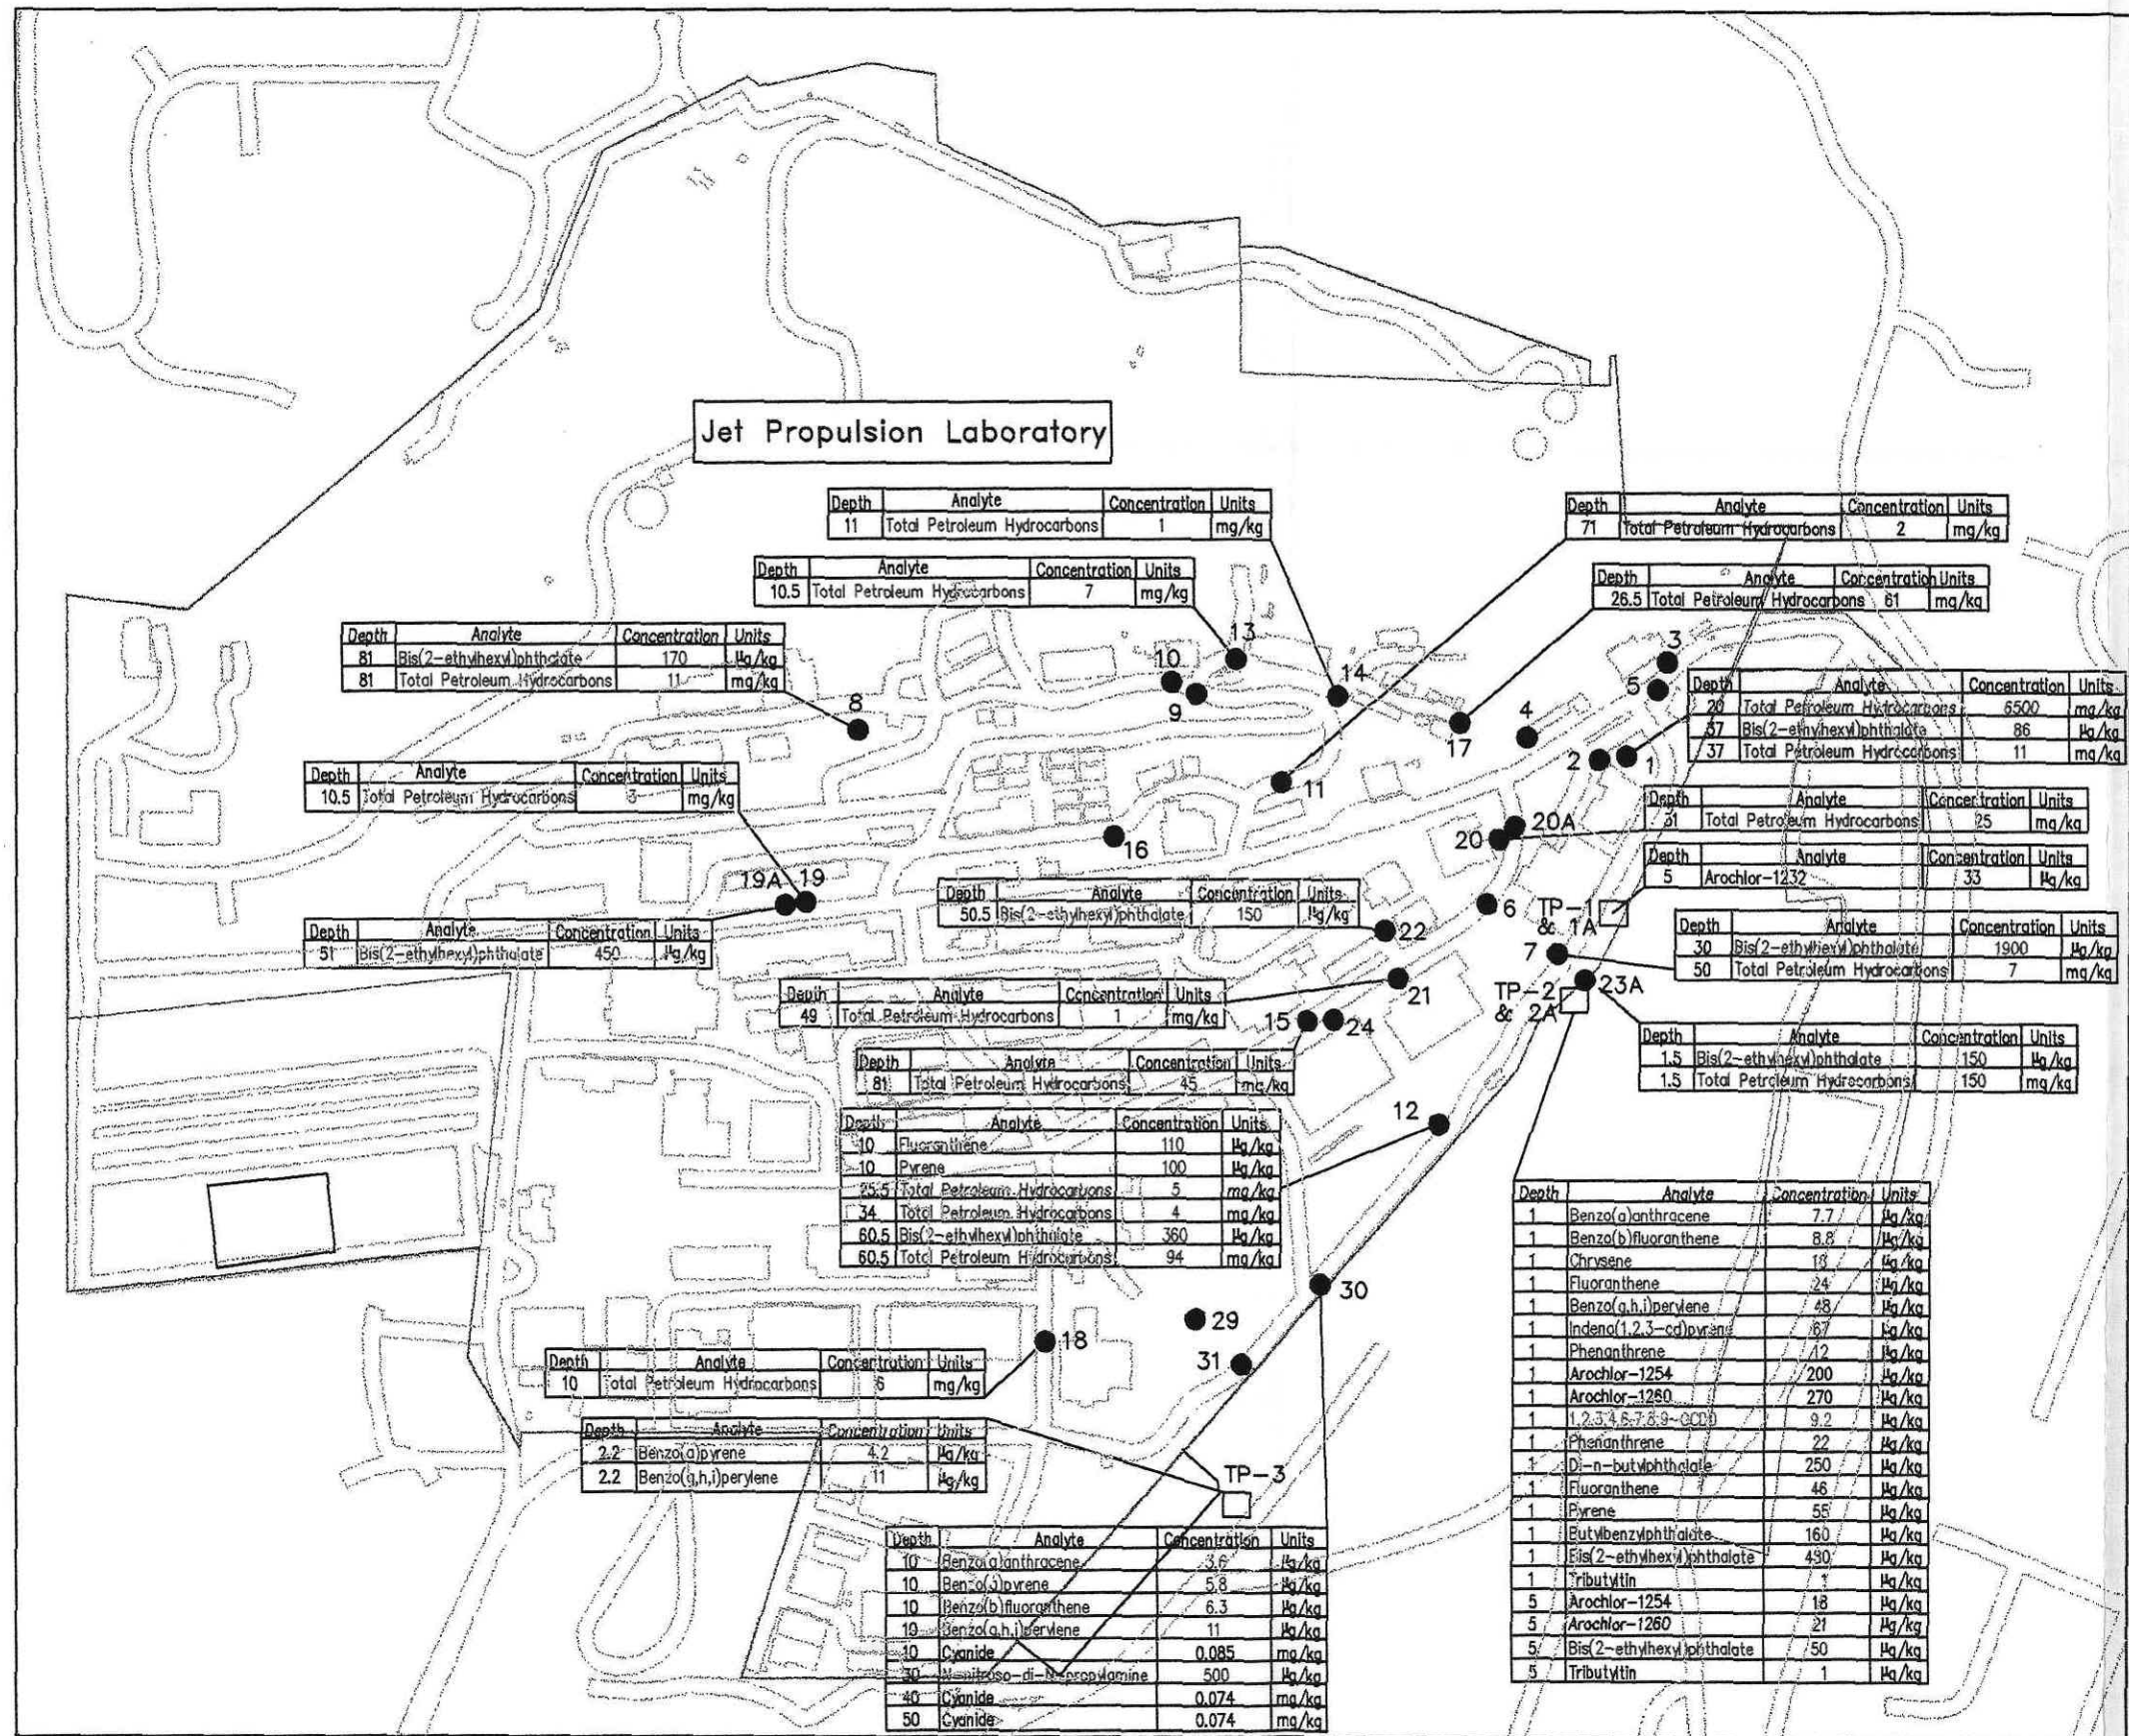 Jet Propulsion Laboratory
Depth Analyte Concentration Units
11 Total Petroleum Hydrocarbons 1 mg/kg
Depth Analyte Concentration Units
71 Total Petroleum Hydrocarbons 2 mg/kg
Depth Analyte Concentration Units
10.5 Total Petroleum Hydrocarbons 7 mg/kg
Depth Analyte Concentration Units
26.5 Total Petroleum Hydrocarbons 61 mg/kg
Depth Analyte Concentration Units
81 Bis(2-ethylhexyl)phthalate 170 µg/kg
81 Total Petroleum Hydrocarbons 11 mg/kg
13
3
10
14
5
9
8
17
4
Depth Analyte Concentration Units
20 Total Petroleum Hydrocarbons 6500 mg/kg
37 Bis(2-ethylhexyl)phthalate 86 µg/kg
37 Total Petroleum Hydrocarbons 11 mg/kg
2
1
11
Depth Analyte Concentration Units
10.5 Total Petroleum Hydrocarbons 3 mg/kg
Depth Analyte Concentration Units
31 Total Petroleum Hydrocarbons 25 mg/kg
20A
20
16
Depth Analyte Concentration Units
5 Arochlor-1232 33 µg/kg
19A 19
Depth Analyte Concentration Units
50.5 Bis(2-ethylhexyl)phthalate 150 µg/kg
6
TP-1
& 1A
22
Depth Analyte Concentration Units
51 Bis(2-ethylhexyl)phthalate 450 µg/kg
Depth Analyte Concentration Units
30 Bis(2-ethylhexyl)phthalate 1900 µg/kg
50 Total Petroleum Hydrocarbons 7 mg/kg
7
21
23A
TP-2
& 2A
Depth Analyte Concentration Units
49 Total Petroleum Hydrocarbons 1 mg/kg
15
24
Depth Analyte Concentration Units
1.5 Bis(2-ethylhexyl)phthalate 150 µg/kg
1.5 Total Petroleum Hydrocarbons 150 mg/kg
Depth Analyte Concentration Units
81 Total Petroleum Hydrocarbons 45 mg/kg
12
Depth Analyte Concentration Units
10 Fluoranthene 110 µg/kg
10 Pyrene 100 µg/kg
25.5 Total Petroleum Hydrocarbons 5 mg/kg
34 Total Petroleum Hydrocarbons 4 mg/kg
60.5 Bis(2-ethylhexyl)phthalate 360 µg/kg
60.5 Total Petroleum Hydrocarbons 94 mg/kg
30
29
18
31
Depth Analyte Concentration Units
1 Benzo(a)anthracene 7.7 µg/kg
1 Benzo(b)fluoranthene 8.8 µg/kg
1 Chrysene µg/kg
1 Fluoranthene 24 µg/kg
1 Benzo(g,h,i)perylene 48 µg/kg
1 Indeno(1,2,3-cd)pyrene 67 µg/kg
1 Phenanthrene 12 µg/kg
1 Arochlor-1254 200 µg/kg
1 Arochlor-1260 270 µg/kg
1 1,2,3,4,6,7,8,9-OCDD 9.2 µg/kg
1 Phenanthrene 22 µg/kg
1 Di-n-butylphthalate 250 µg/kg
1 Fluoranthene 46 µg/kg
1 Pyrene 55 µg/kg
1 Butylbenzylphthalate 160 µg/kg
1 Bis(2-ethylhexyl)phthalate µg/kg
1 Tributyltin 1 µg/kg
5 Arochlor-1254 18 µg/kg
5 Arochlor-1260 21 µg/kg
5 Bis(2-ethylhexyl)phthalate 50 µg/kg
5 Tributyltin 1 µg/kg
Depth Analyte Concentration Units
10 Total Petroleum Hydrocarbons 6 mg/kg
Depth Analyte Concentration Units
2.2 Benzo(a)pyrene 4.2 µg/kg
2.2 Benzo(g,h,i)perylene 11 µg/kg
TP-3
Depth Analyte Concentration Units
10 Benzo(a)anthracene 3.6 µg/kg
10 Benzo(a)pyrene 5.8 µg/kg
10 Benzo(b)fluoranthene 6.3 µg/kg
10 Benzo(g,h,i)perylene 11 µg/kg
10 Cyanide 0.085 mg/kg
30 N-nitroso-di-N-propylamine 500 µg/kg
40 Cyanide 0.074 mg/kg
50 Cyanide 0.074 mg/kg